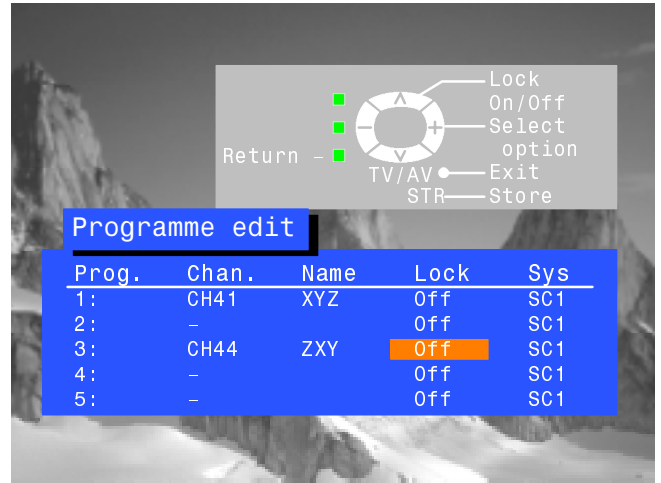 Lock
On/Off
Select
option
Return –
TV/AV Exit
STR Store
Programme edit
Prog. Chan. Name Lock Sys
1: CH41 XYZ Off SC1
2: – Off SC1
3: CH44 ZXY Off SC1
4: – Off SC1
5: – Off SC1